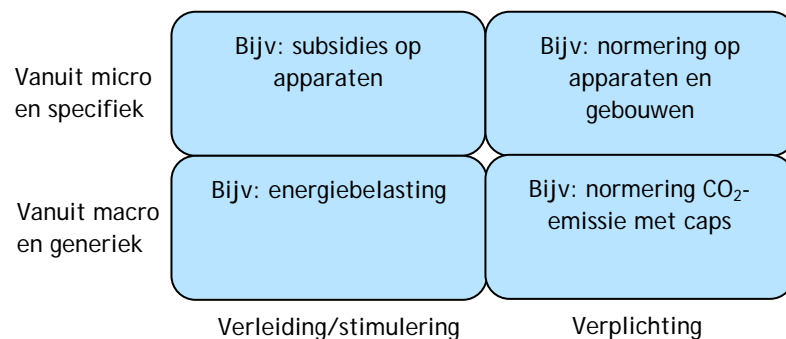 Vanuit micro
en specifiek
Bijv: subsidies op
apparaten
Bijv: normering op
apparaten en
gebouwen
Vanuit macro
en generiek
Bijv: energiebelasting
Bijv: normering CO₂-
emissie met caps
Verleiding/stimulering
Verplichting